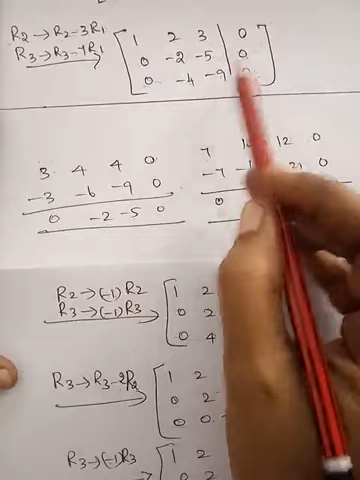 R2→R2-3R1 1 2 3 0
R3→R3-7R1 0 -2 -5 0
0 -4 -9
3 4 4 0 7 12 0
-3 -6 -9 0 -7 0
0 -2 -5 0 0
R2→(-1)R2 1 2
R3→(-1)R3 0 2
0 4
R3→R3-2R2 1 2
0 2
0 0
R3→(-1)R3 1 2
0 2